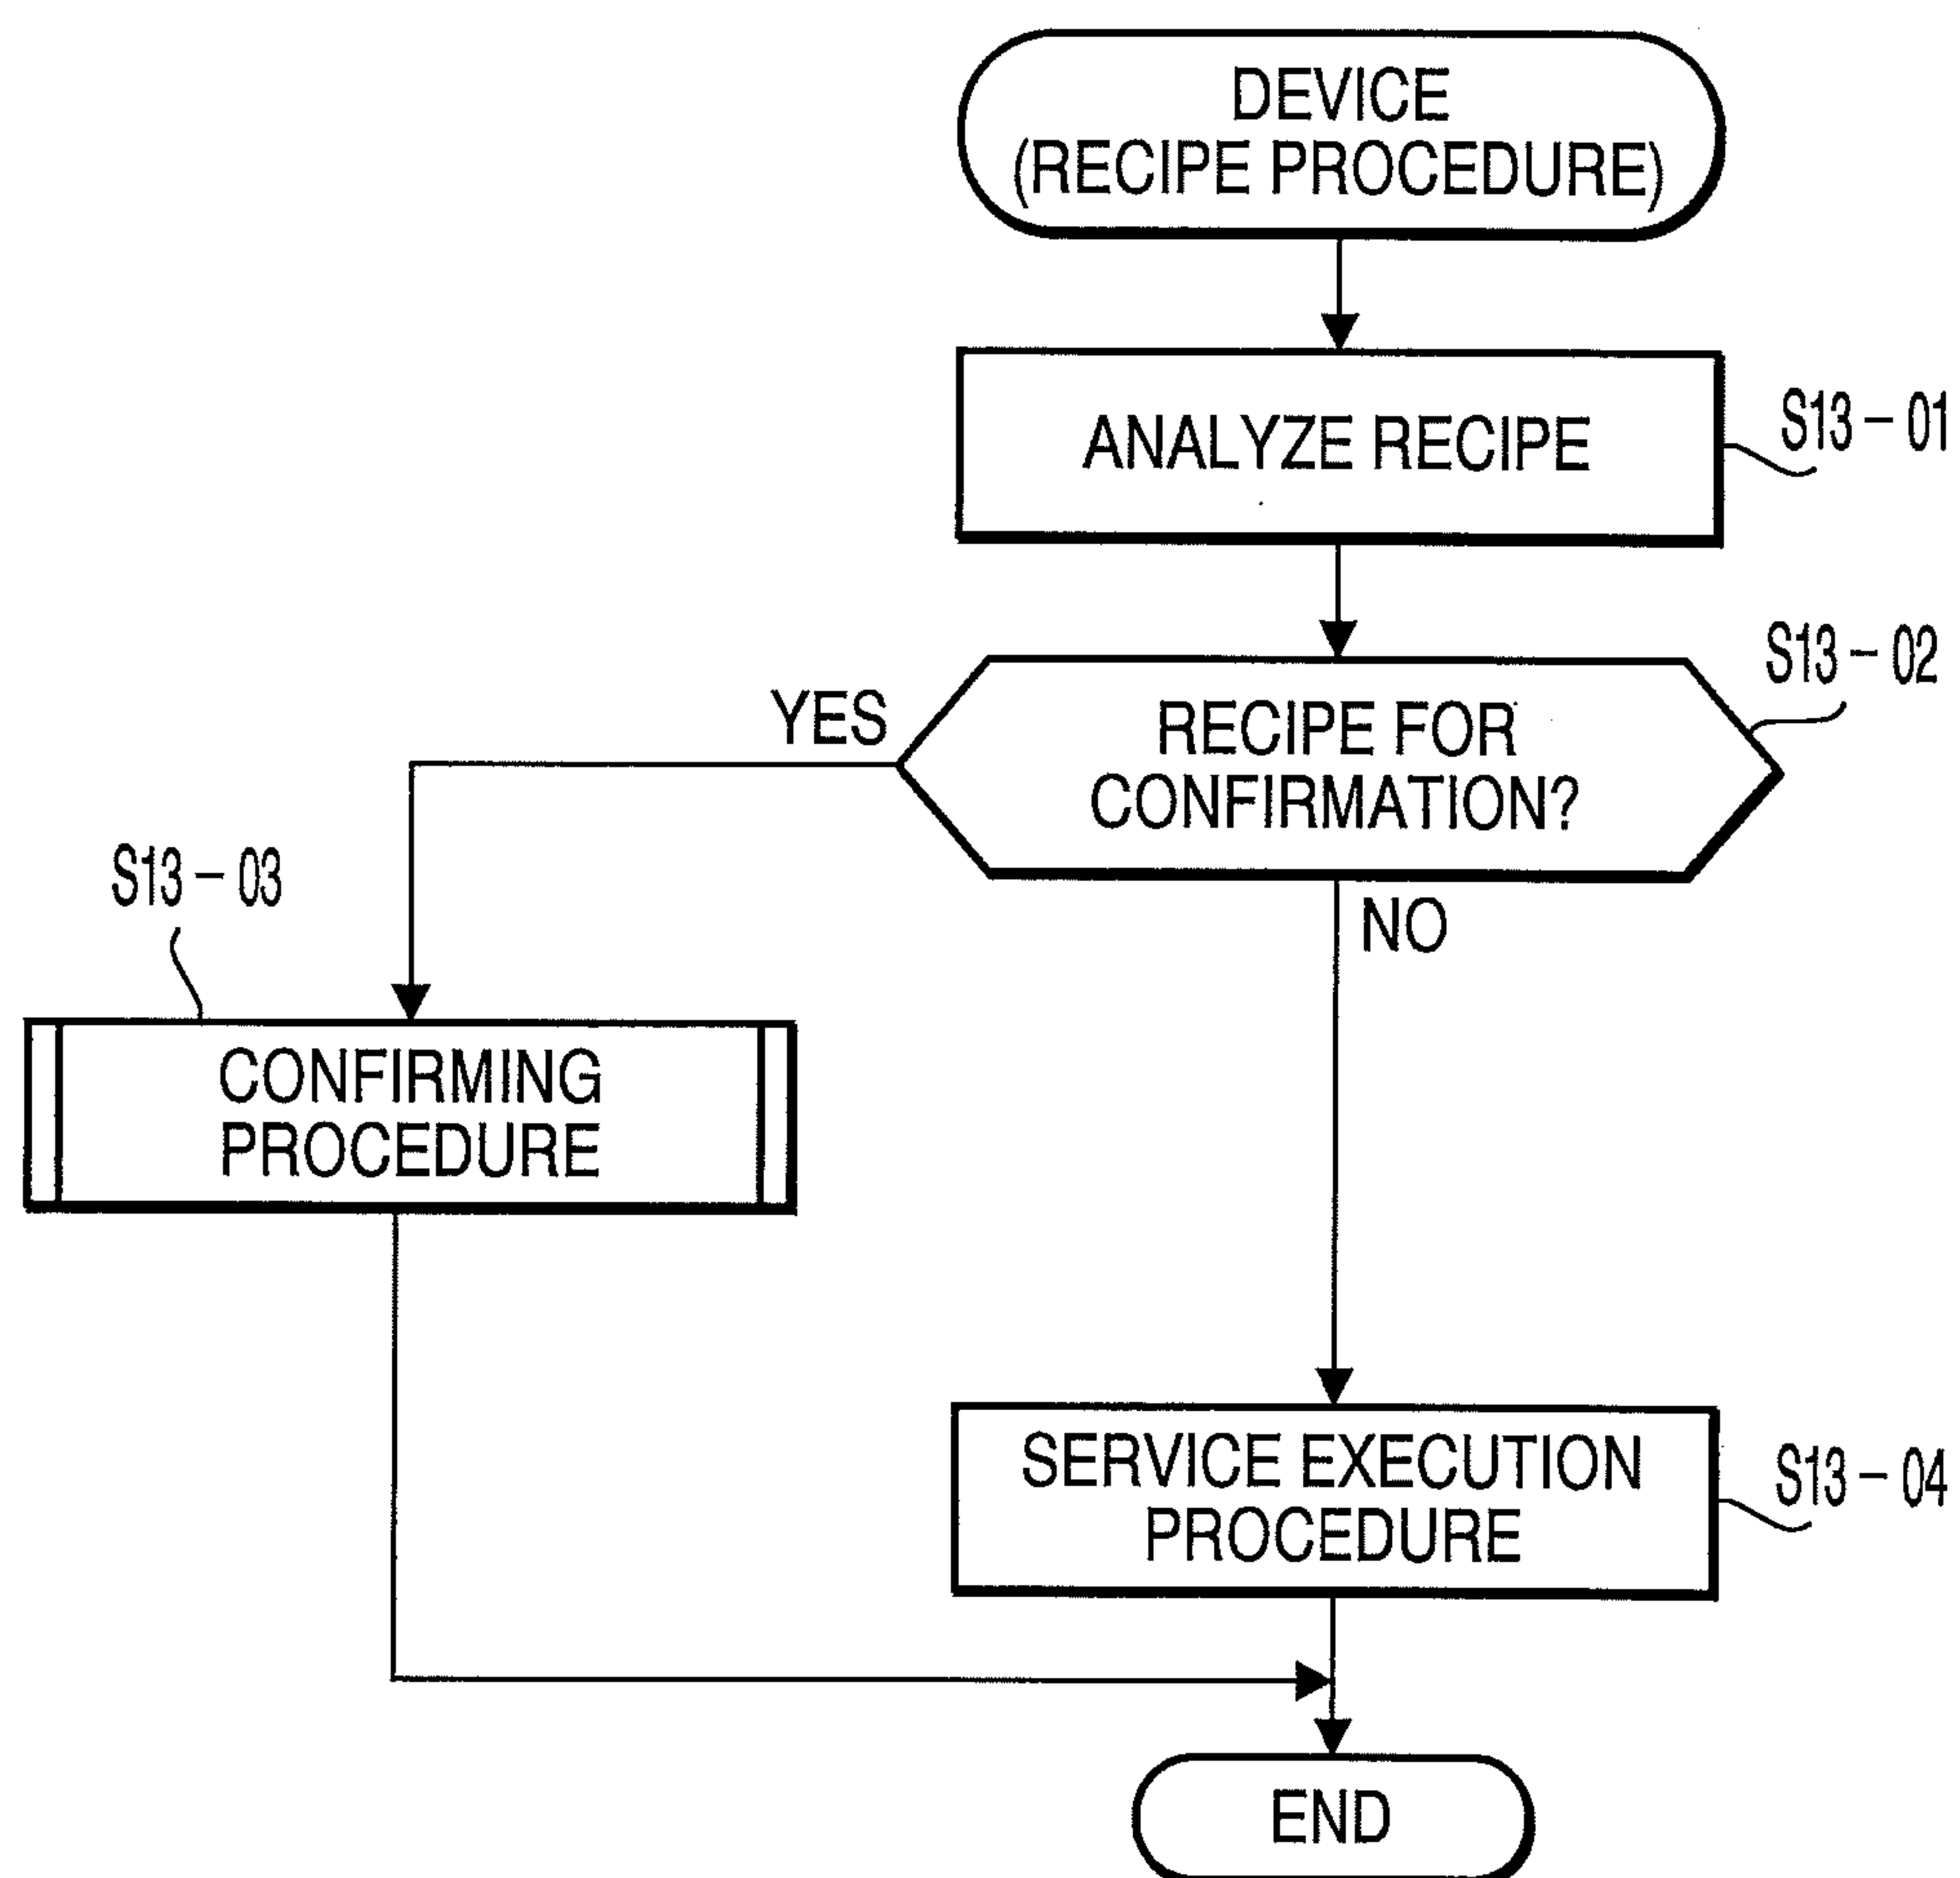 DEVICE
(RECIPE PROCEDURE)
ANALYZE RECIPE
S13-01
S13-02
RECIPE FOR
CONFIRMATION?
YES
NO
S13-03
CONFIRMING
PROCEDURE
SERVICE EXECUTION
PROCEDURE
S13-04
END